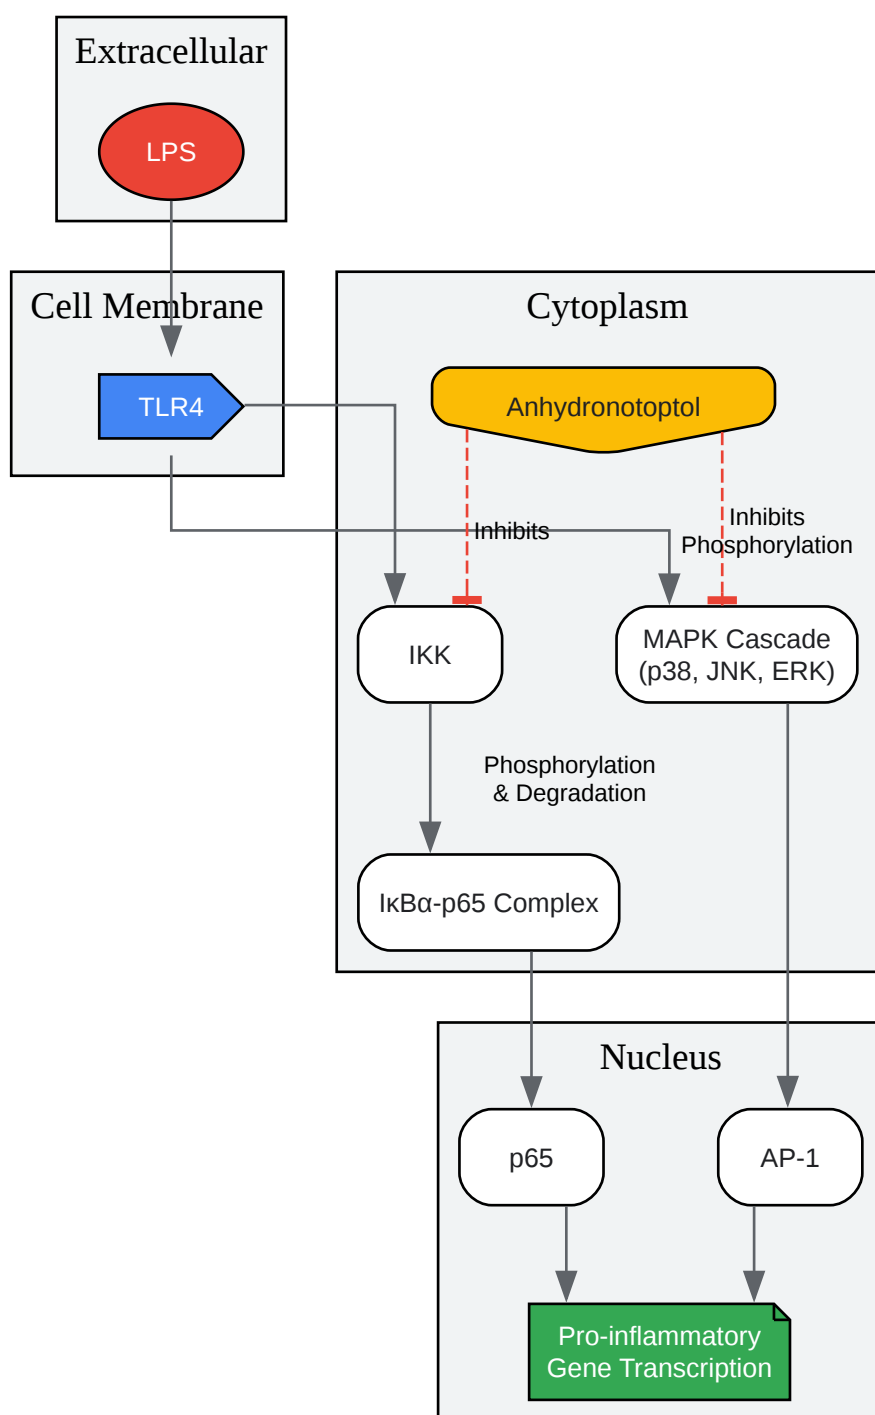 Extracellular
LPS
Cell Membrane
Cytoplasm
TLR4
Anhydronotoptol
Inhibits
Inhibits
Phosphorylation
IKK
MAPK Cascade
(p38, JNK, ERK)
Phosphorylation
& Degradation
IκBα-p65 Complex
Nucleus
p65
AP-1
Pro-inflammatory
Gene Transcription